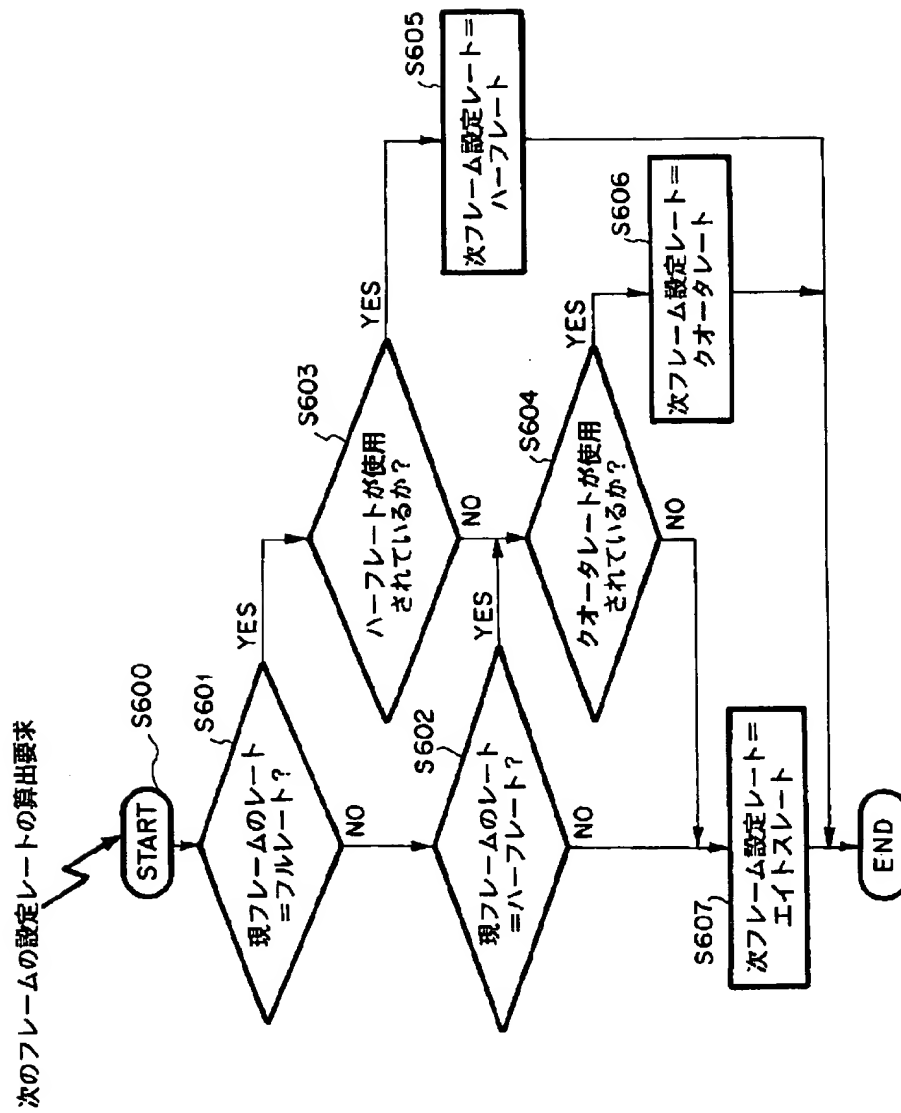 次のフレームの設定レートの算出要求
START
S600
現フレームのレート
=フルレート?
S601
YES
NO
現フレームのレート
=ハーフレート?
S602
YES
NO
ハーフレートが使用
されているか?
S603
YES
NO
クオータレートが使用
されているか?
S604
YES
NO
次フレーム設定レート=
ハーフレート
S605
次フレーム設定レート=
クオータレート
S606
次フレーム設定レート=
エイトスレート
S607
END